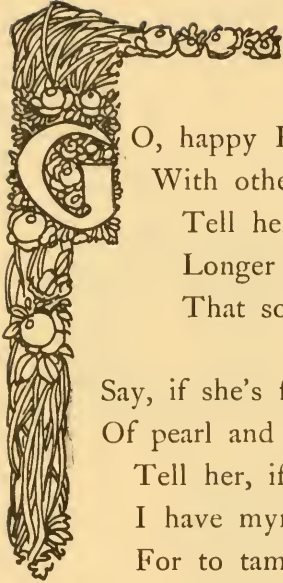 GO, happy
With othe
Tell he
Longer
That so
Say, if she's f
Of pearl and
Tell her, if
I have myr
For to tam